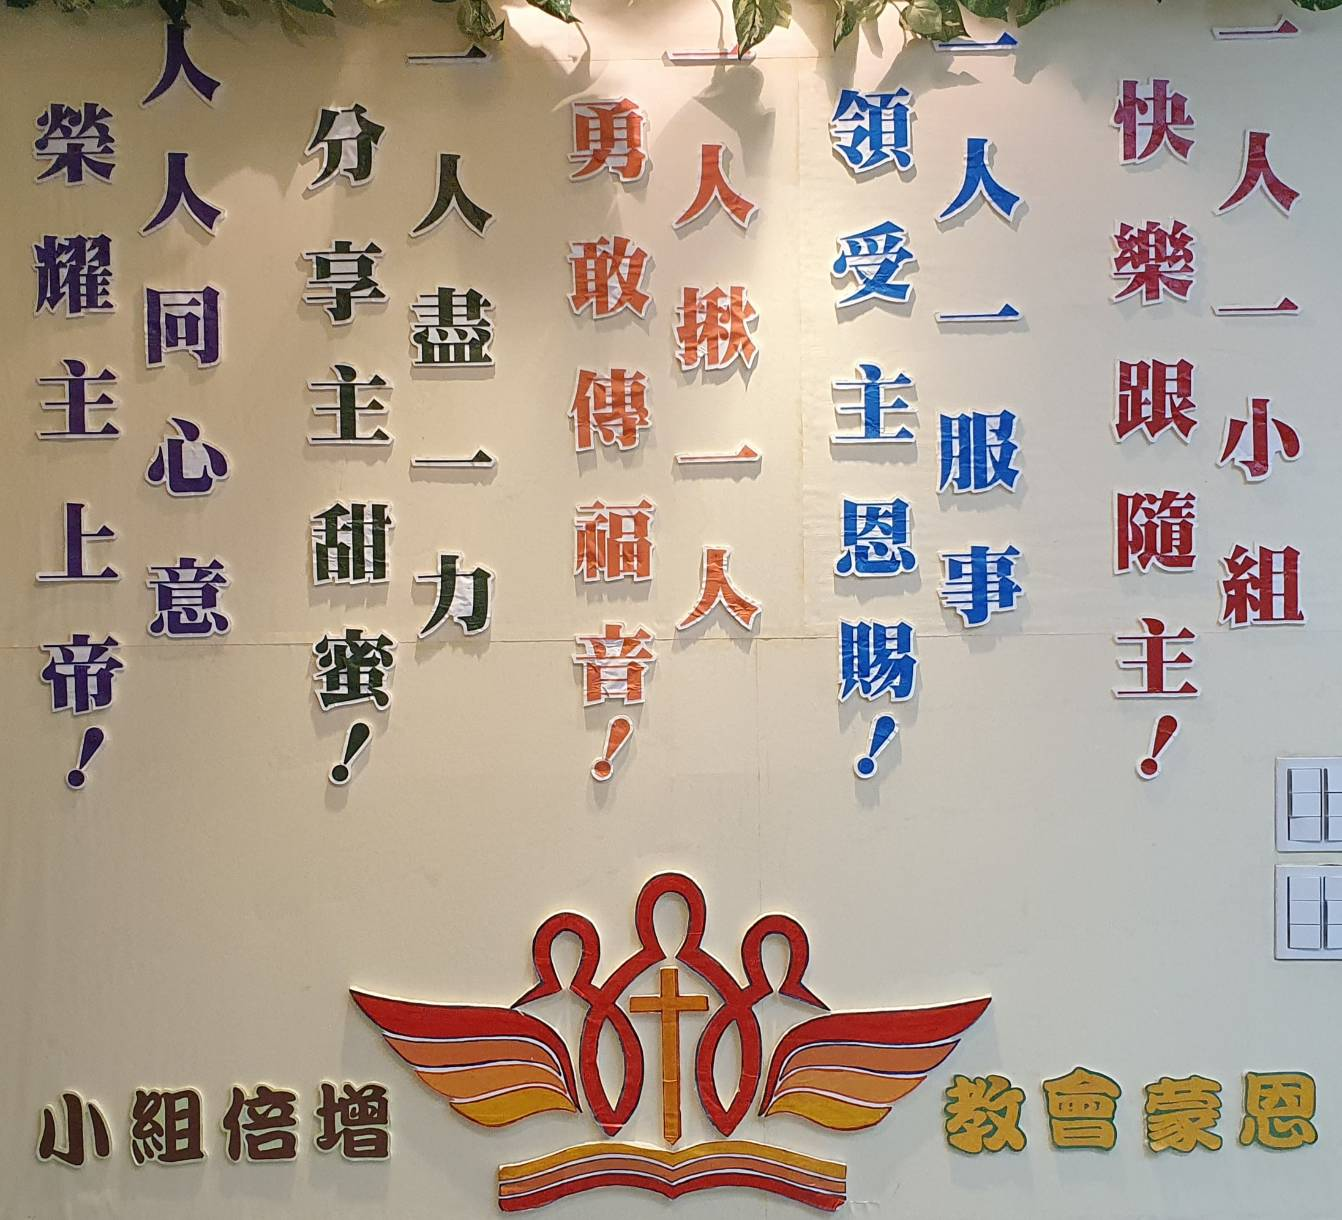 一人一小組
快樂跟隨主！
一人一服事
領受主恩賜！
一人揪一人
勇敢傳福音！
一人盡一力
分享主甜蜜！
人人同心意
榮耀主上帝！
小組倍增
教會蒙恩